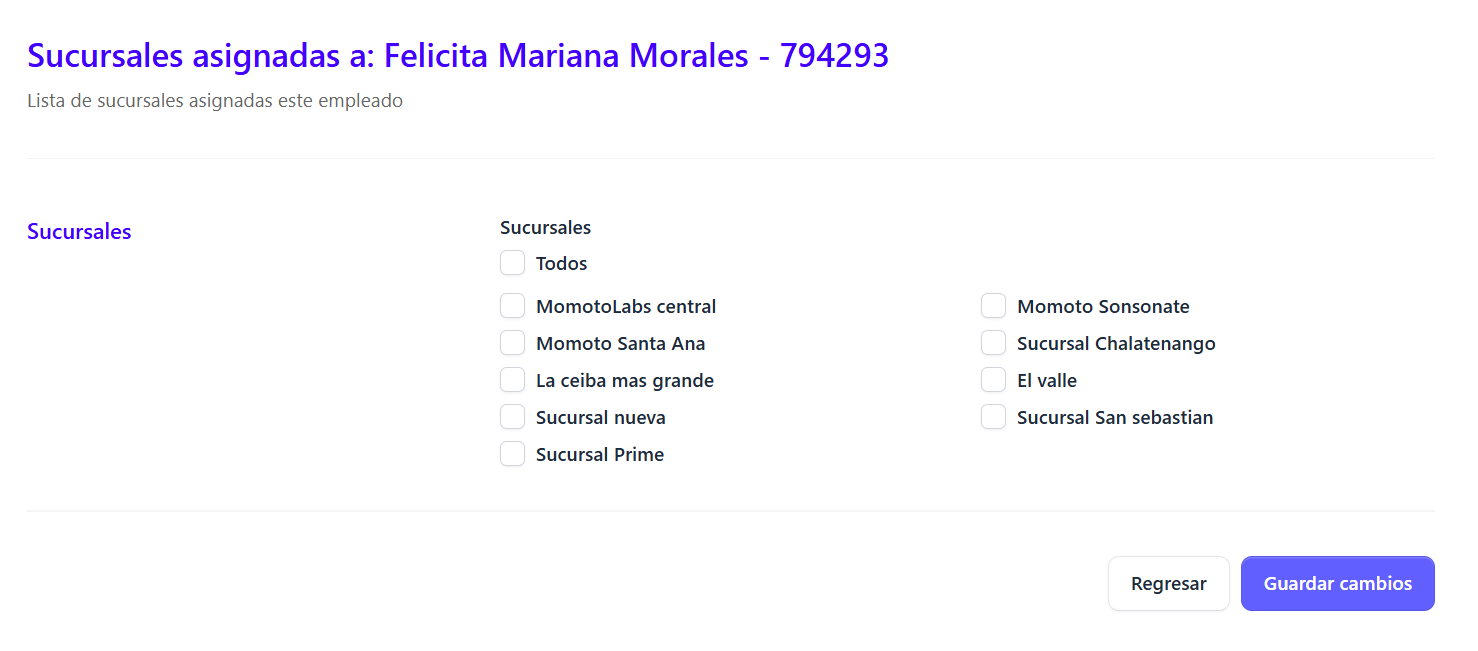 Sucursales asignadas a: Felicita Mariana Morales - 794293
Lista de sucursales asignadas este empleado
Sucursales
Sucursales
Todos
MomotoLabs central
Momoto Sonsonate
Momoto Santa Ana
Sucursal Chalatenango
La ceiba mas grande
El valle
Sucursal nueva
Sucursal San sebastian
Sucursal Prime
Regresar
Guardar cambios